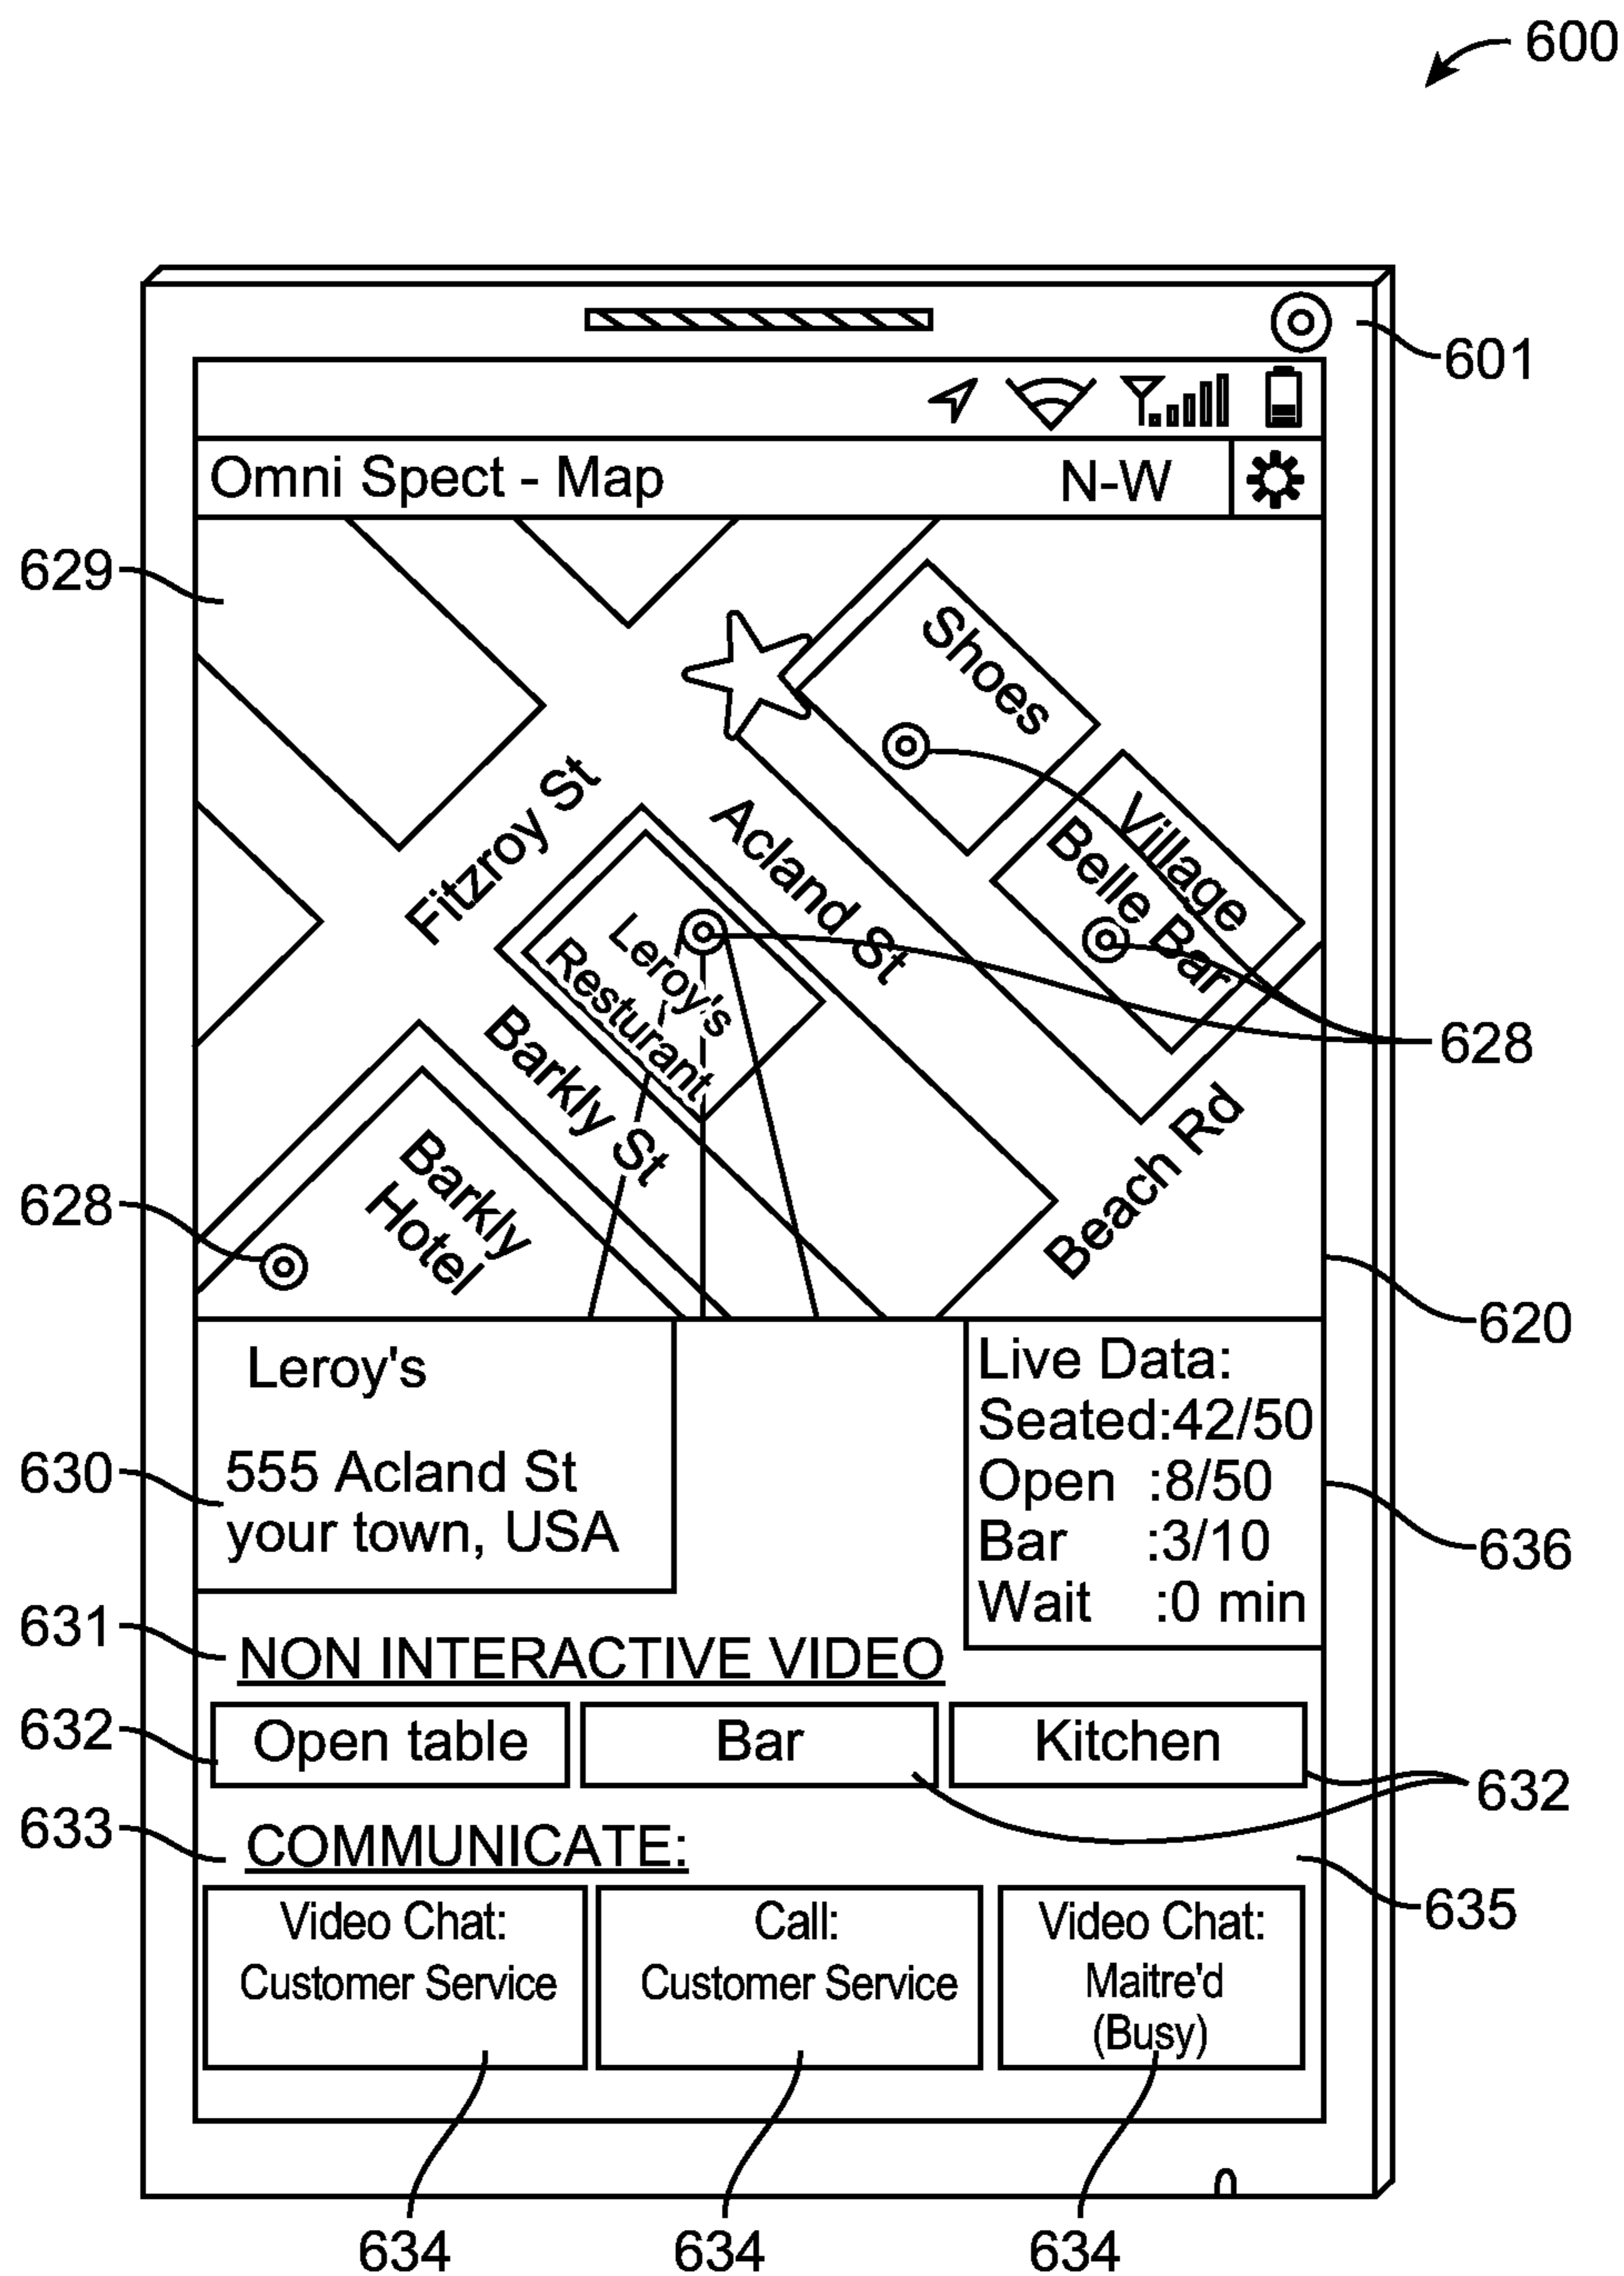 600
601
Omni Spect - Map
N-W
629
Shoes
Village
Belle Bar
Fitzroy St
Acland St
Leroy's
Resturant
628
Barkly St
Beach Rd
628
Barkly
Hotel
620
Leroy's
630
555 Acland St
your town, USA
Live Data:
Seated:42/50
Open :8/50
Bar :3/10
Wait :0 min
636
631
NON INTERACTIVE VIDEO
632
Open table
Bar
Kitchen
632
633
COMMUNICATE:
635
Video Chat:
Customer Service
Call:
Customer Service
Video Chat:
Maitre'd
(Busy)
634
634
634